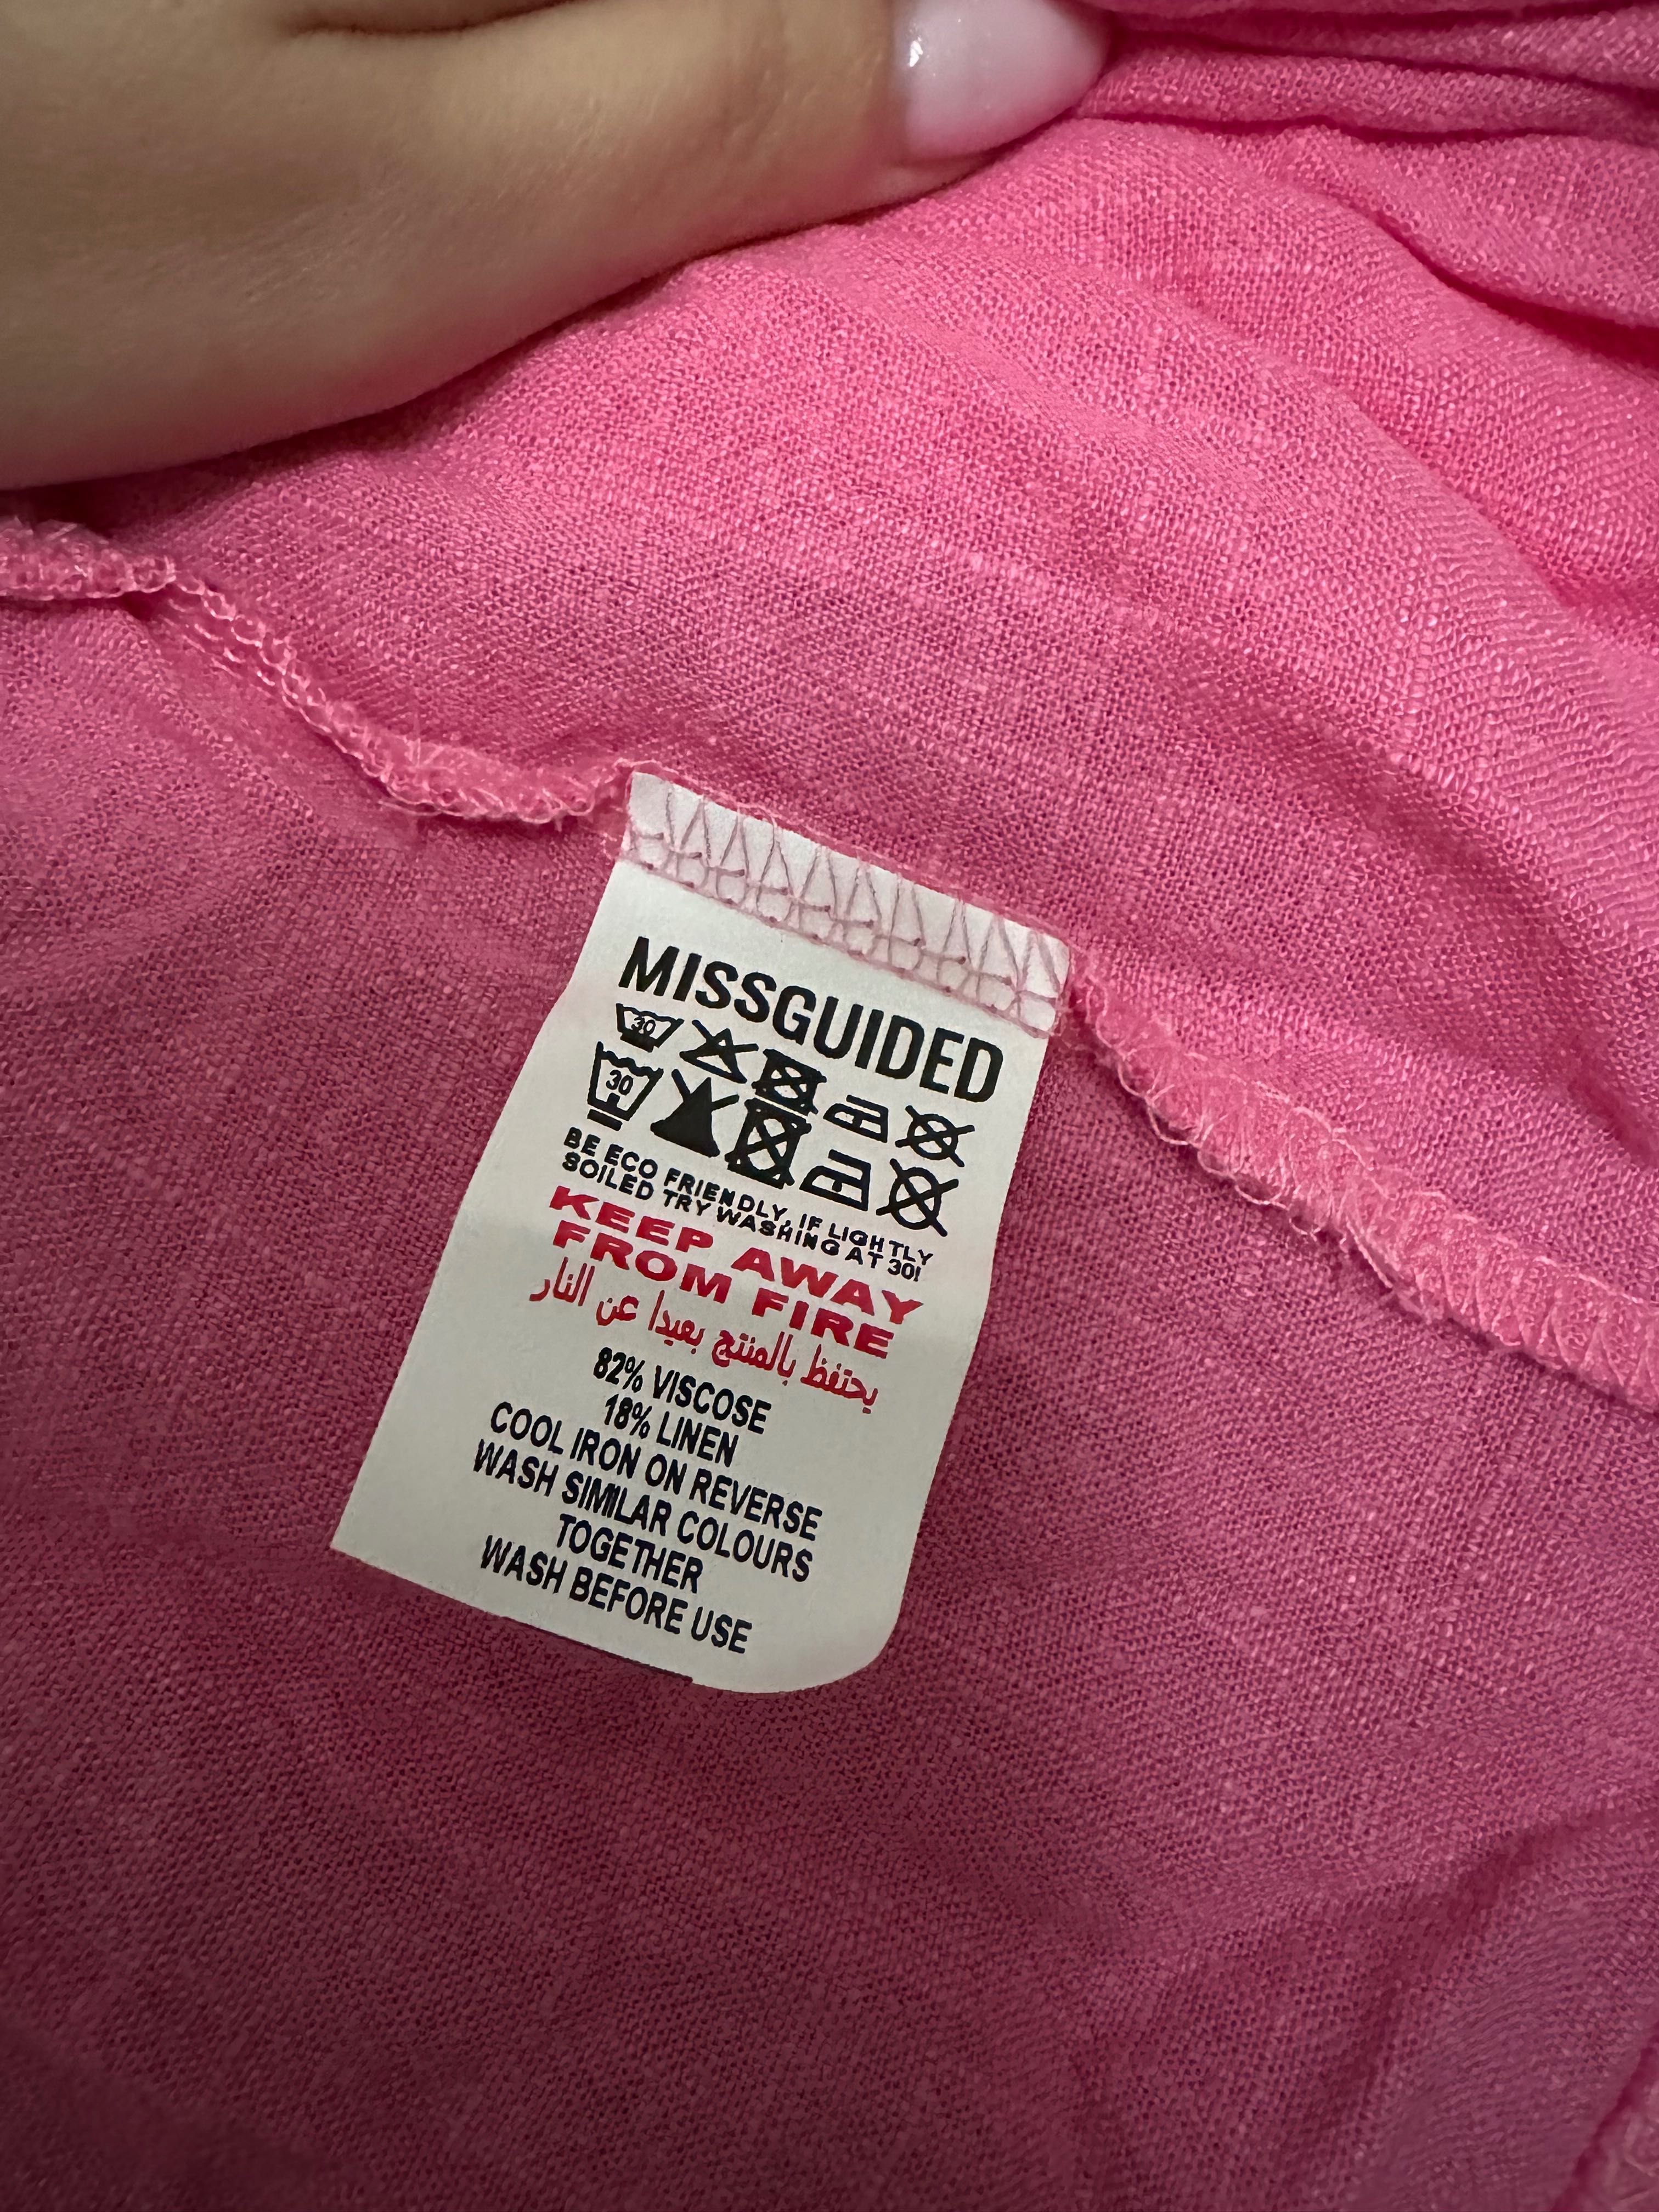 MISSGUIDED
30
30
BE ECO FRIENDLY, IF LIGHTLY
SOILED TRY WASHING AT 30!
KEEP AWAY
FROM FIRE
يحتفظ بالمنتج بعيدا عن النار
82% VISCOSE
18% LINEN
COOL IRON ON REVERSE
WASH SIMILAR COLOURS
TOGETHER
WASH BEFORE USE